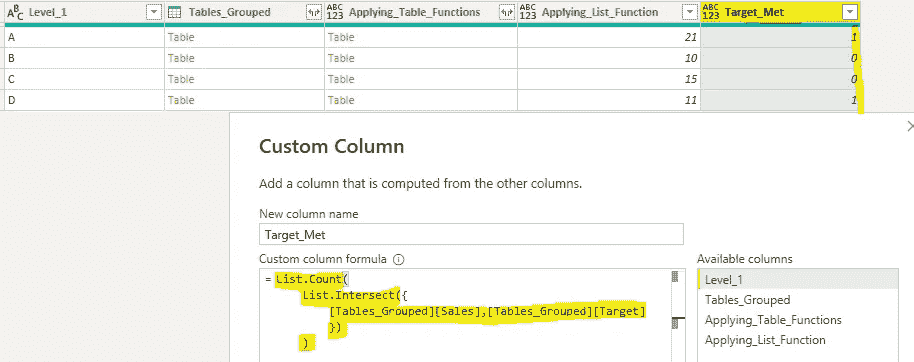 ABC Level_1 Tables_Grouped ABC 123 Applying_Table_Functions ABC 123 Applying_List_Function ABC 123 Target_Met
A Table Table 21 1
B Table Table 10 0
C Table Table 15 0
D Table Table 11 1
Custom Column
Add a column that is computed from the other columns.
New column name
Target_Met
Custom column formula
Available columns
= List.Count(
List.Intersect({
[Tables_Grouped][Sales],[Tables_Grouped][Target]
})
)
Level_1
Tables_Grouped
Applying_Table_Functions
Applying_List_Function